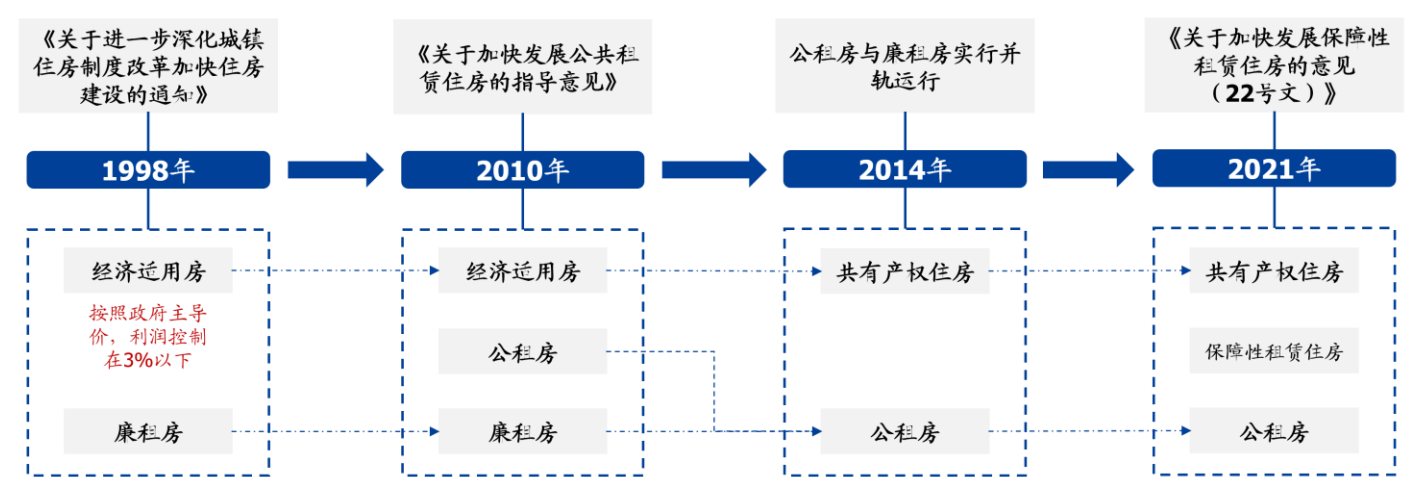 《关于进一步深化城镇
住房制度改革加快住房
建设的通知》
《关于加快发展公共租
赁住房的指导意见》
公租房与廉租房实行并
轨运行
《关于加快发展保障性
租赁住房的意见
（22号文）》
1998年
2010年
2014年
2021年
经济适用房
经济适用房
共有产权住房
共有产权住房
按照政府主导
价，利润控制
在3%以下
公租房
保障性租赁住房
廉租房
廉租房
公租房
公租房